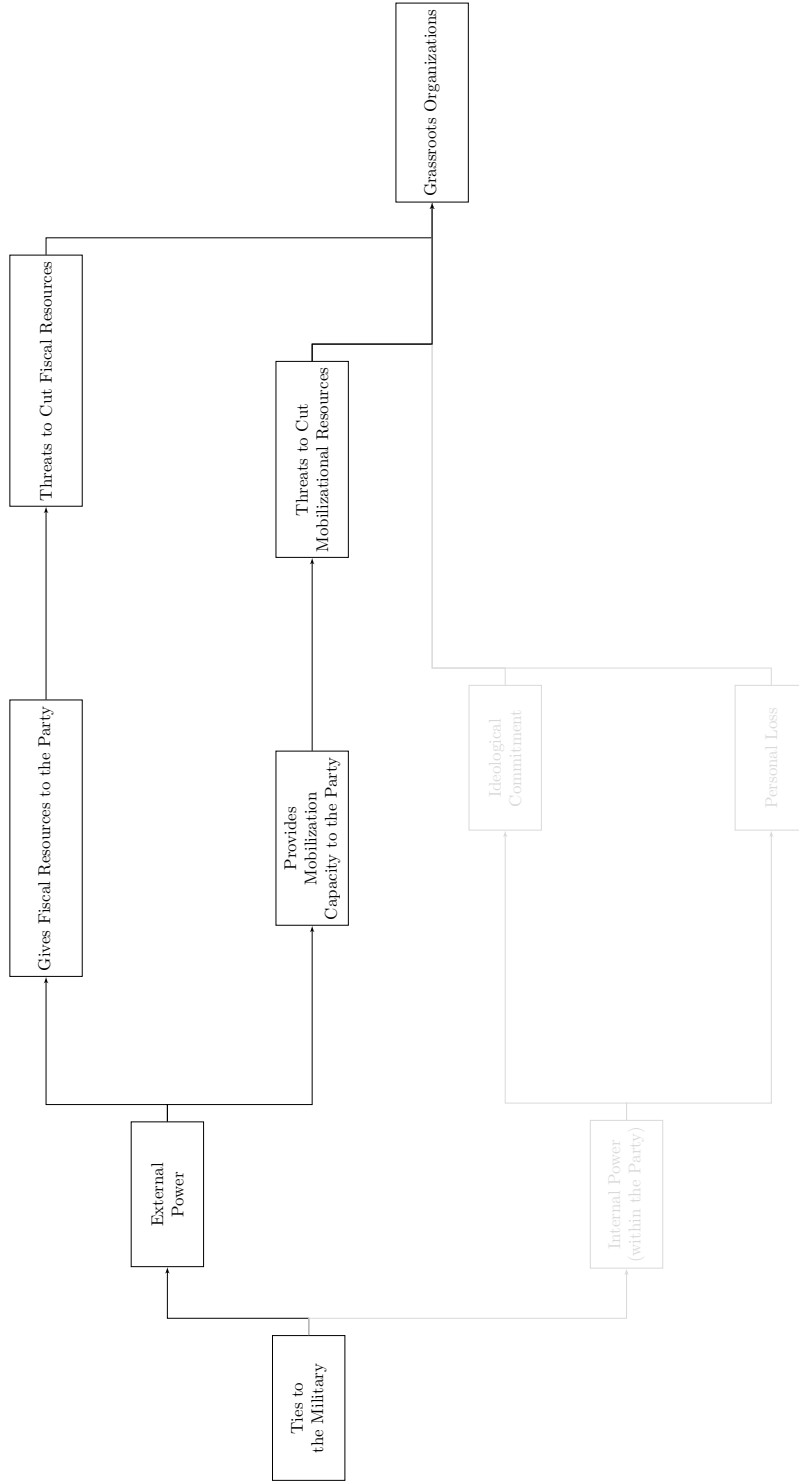 Ties to
the Military
External
Power
Internal Power
(within the Party)
Gives Fiscal Resources to the Party
Provides
Mobilization
Capacity to the Party
Ideological
Commitment
Personal Loss
Threats to Cut Fiscal Resources
Threats to Cut
Mobilizational Resources
Grassroots Organizations